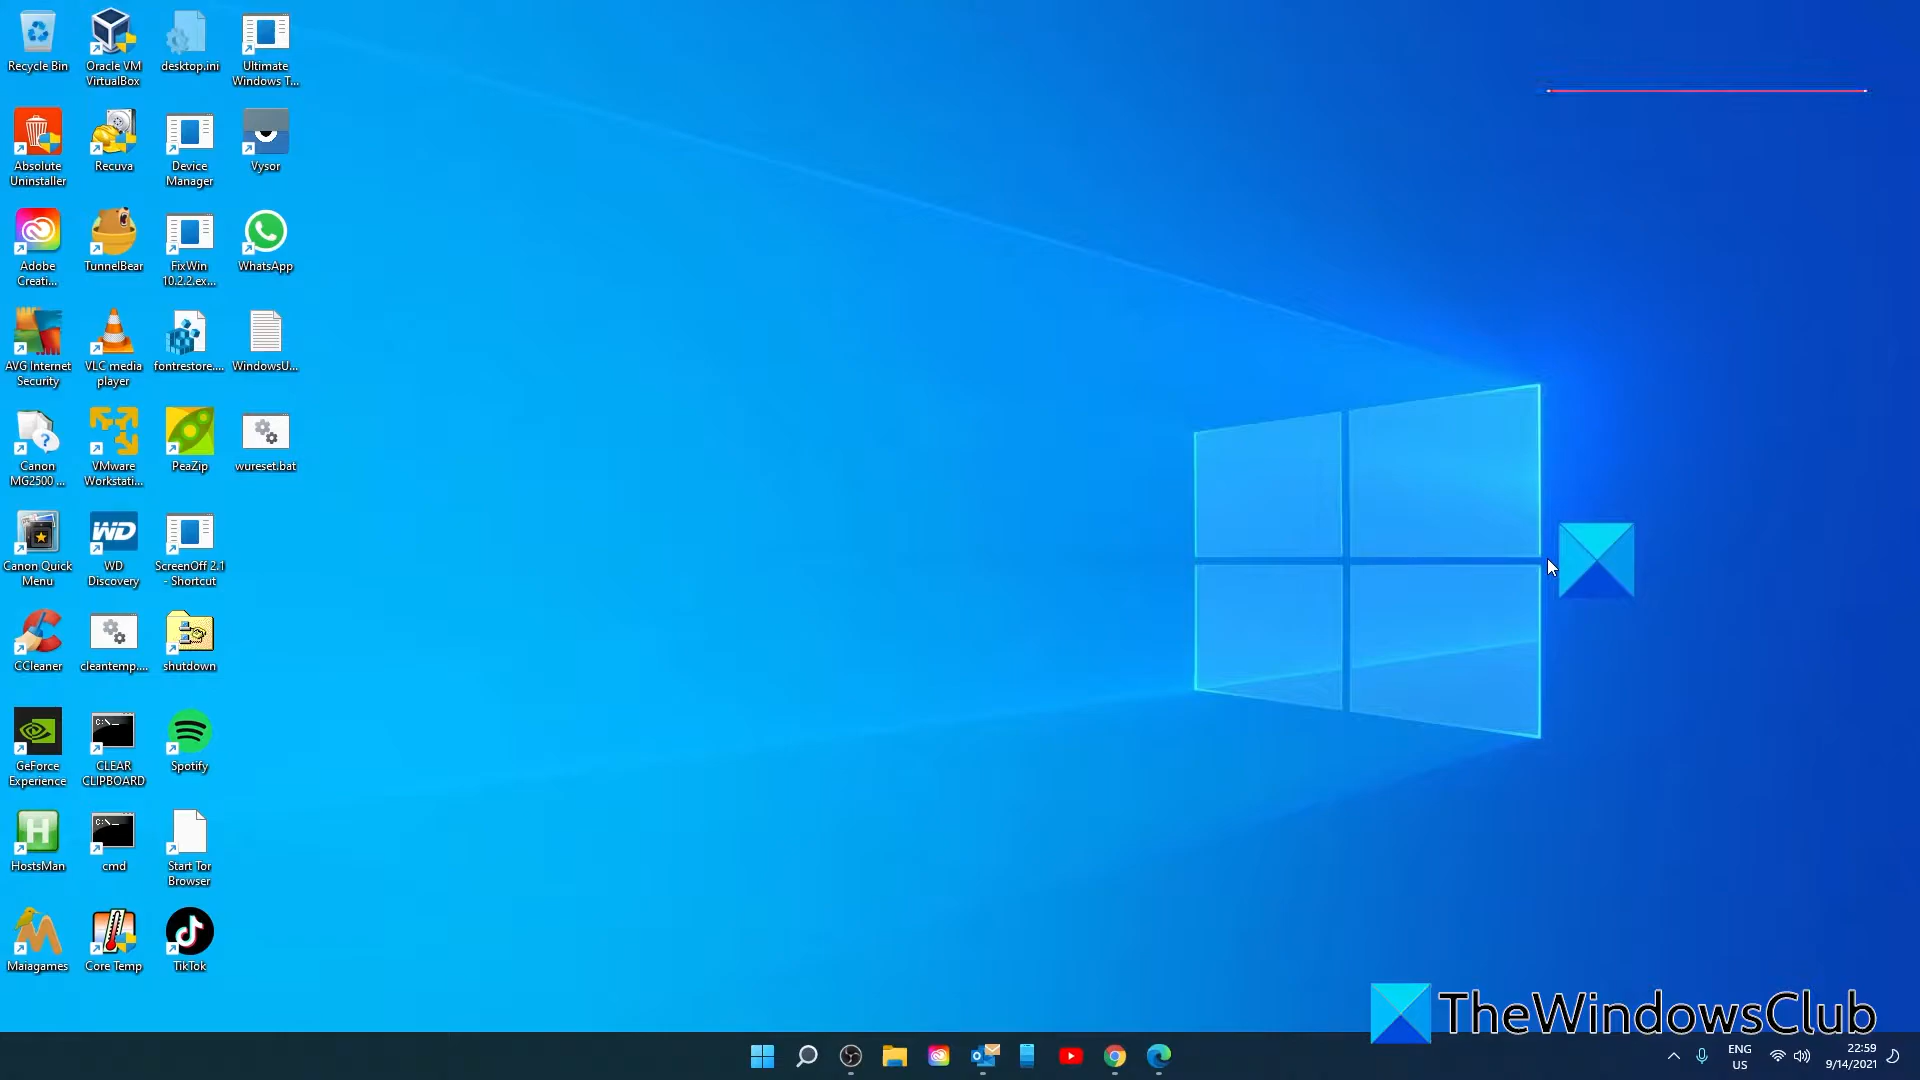 Recycle Bin
Oracle VM
VirtualBox
desktop.ini
Ultimate
Windows T...
Absolute
Uninstaller
Recuva
Device
Manager
Vysor
Adobe
Creati...
TunnelBear
FixWin
10.2.2.ex...
WhatsApp
AVG Internet
Security
VLC media
player
fontrestore....
WindowsU...
Canon
MG2500 ...
VMware
Workstati...
PeaZip
wureset.bat
Canon Quick
Menu
WD
WD
Discovery
ScreenOff 2.1
- Shortcut
CCleaner
cleantemp....
shutdown
GeForce
Experience
C:\_
CLEAR
CLIPBOARD
Spotify
H
HostsMan
C:\_
cmd
Start Tor
Browser
Maiagames
Core Temp
TikTok
TheWindowsClub
ENG
US
22:59
9/14/2021